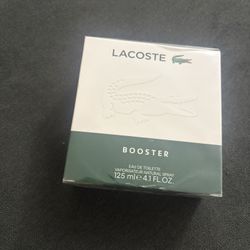 LACOSTE
BOOSTER
EAU DE TOILETTE
VAPORISATEUR NATURAL SPRAY
125 ml ℮ 4.1 FL.OZ.